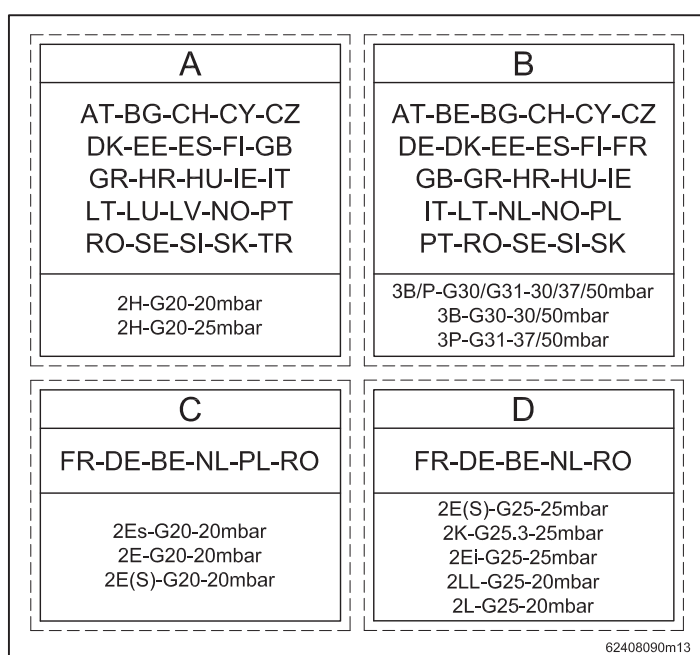 A
AT-BG-CH-CY-CZ
DK-EE-ES-FI-GB
GR-HR-HU-IE-IT
LT-LU-LV-NO-PT
RO-SE-SI-SK-TR
2H-G20-20mbar
2H-G20-25mbar
B
AT-BE-BG-CH-CY-CZ
DE-DK-EE-ES-FI-FR
GB-GR-HR-HU-IE
IT-LT-NL-NO-PL
PT-RO-SE-SI-SK
3B/P-G30/G31-30/37/50mbar
3B-G30-30/50mbar
3P-G31-37/50mbar
C
FR-DE-BE-NL-PL-RO
2Es-G20-20mbar
2E-G20-20mbar
2E(S)-G20-20mbar
D
FR-DE-BE-NL-RO
2E(S)-G25-25mbar
2K-G25.3-25mbar
2Ei-G25-25mbar
2LL-G25-20mbar
2L-G25-20mbar
62408090m13